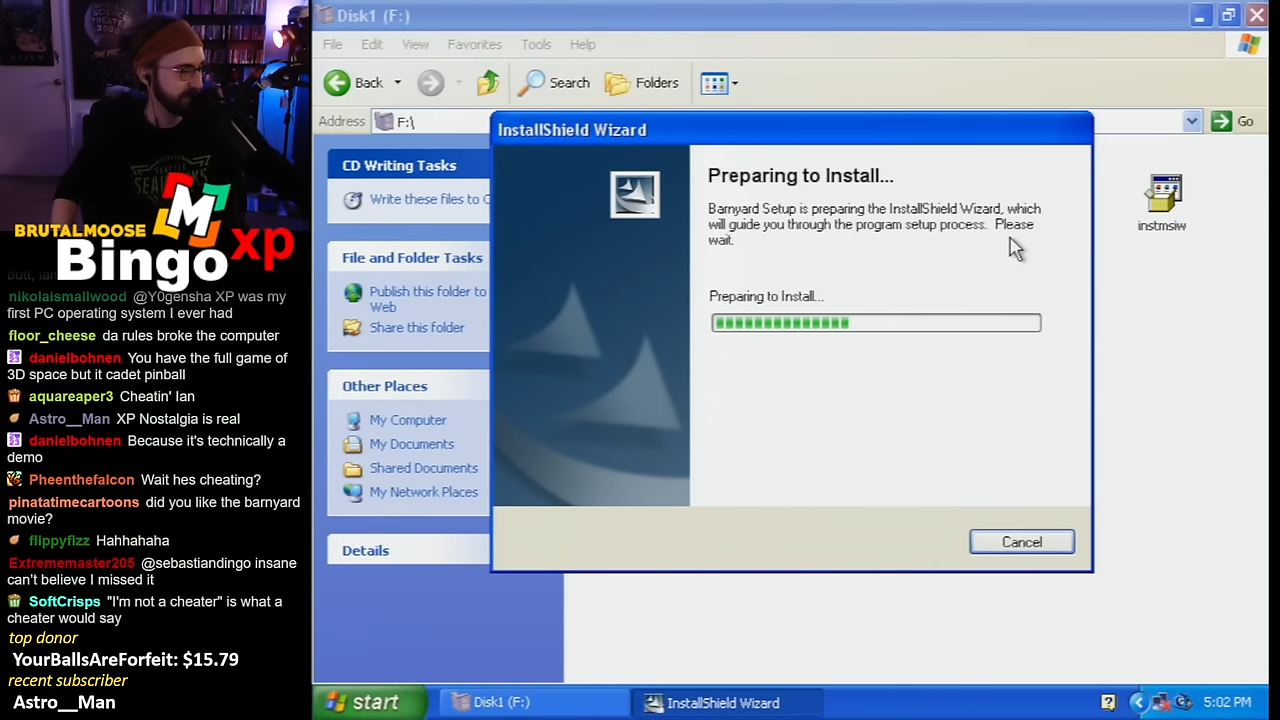 BRUTALMOOSE
M
Bingo xp
nikolaismallwood @Y0gensha XP was my
first PC operating system I ever had
floor_cheese da rules broke the computer
danielbohnen You have the full game of
3D space but it cadet pinball
aquareaper3 Cheatin' Ian
Astro__Man XP Nostalgia is real
danielbohnen Because it's technically a
demo
Pheenthefalcon Wait hes cheating?
pinatatimecartoons did you like the barnyard
movie?
flippyfizz Hahhahaha
Extrememaster205 @sebastiandingo insane
can't believe I missed it
SoftCrisps "I'm not a cheater" is what a
cheater would say
top donor
YourBallsAreForfeit: $15.79
recent subscriber
Astro__Man
Disk1 (F:)
File Edit View Favorites Tools Help
Back Search Folders
Address F:\ Go
CD Writing Tasks
Write these files to C
File and Folder Tasks
Publish this folder to
Web
Share this folder
Other Places
My Computer
My Documents
Shared Documents
My Network Places
Details
InstallShield Wizard
Preparing to Install...
Barnyard Setup is preparing the InstallShield Wizard, which
will guide you through the program setup process. Please
wait.
Preparing to Install...
Cancel
instmsiw
start Disk1 (F:) InstallShield Wizard 5:02 PM